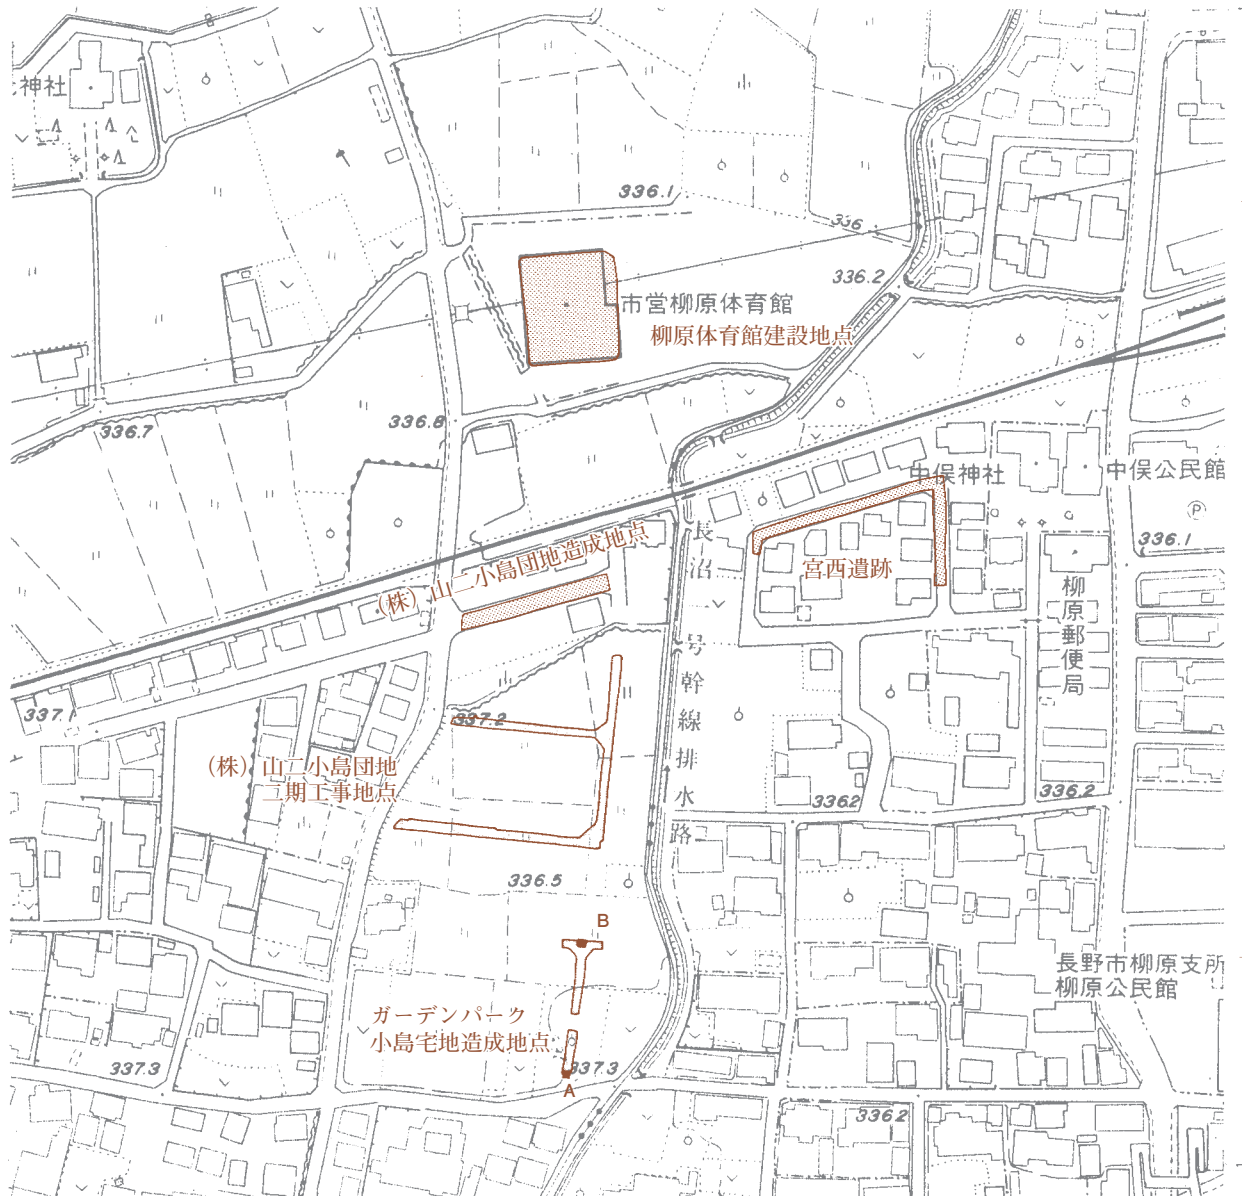 神社
336.1
336
336.2
市営柳原体育館
柳原体育館建設地点
336.8
336.7
中俣神社
中俣公民館
P
336.1
(株)山二小島団地造成地点
宮西遺跡
柳原郵便局
長沼一号幹線排水路
337.1
337.2
(株)山二小島団地
二期工事地点
336.2
336.2
336.5
B
長野市柳原支所
柳原公民館
ガーデンパーク
小島宅地造成地点
337.3
337.3
A
336.2